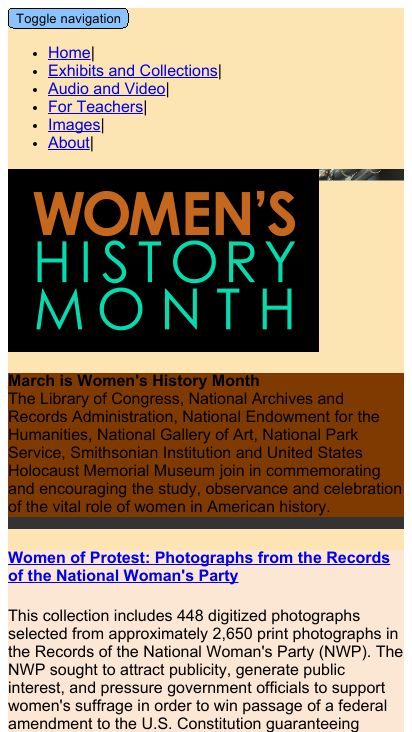 Toggle navigation
Home|
Exhibits and Collections|
Audio and Video|
For Teachers|
Images|
About|
WOMEN'S
HISTORY
MONTH
March is Women's History Month
The Library of Congress, National Archives and
Records Administration, National Endowment for the
Humanities, National Gallery of Art, National Park
Service, Smithsonian Institution and United States
Holocaust Memorial Museum join in commemorating
and encouraging the study, observance and celebration
of the vital role of women in American history.
Women of Protest: Photographs from the Records
of the National Woman's Party
This collection includes 448 digitized photographs
selected from approximately 2,650 print photographs in
the Records of the National Woman's Party (NWP). The
NWP sought to attract publicity, generate public
interest, and pressure government officials to support
women's suffrage in order to win passage of a federal
amendment to the U.S. Constitution guaranteeing